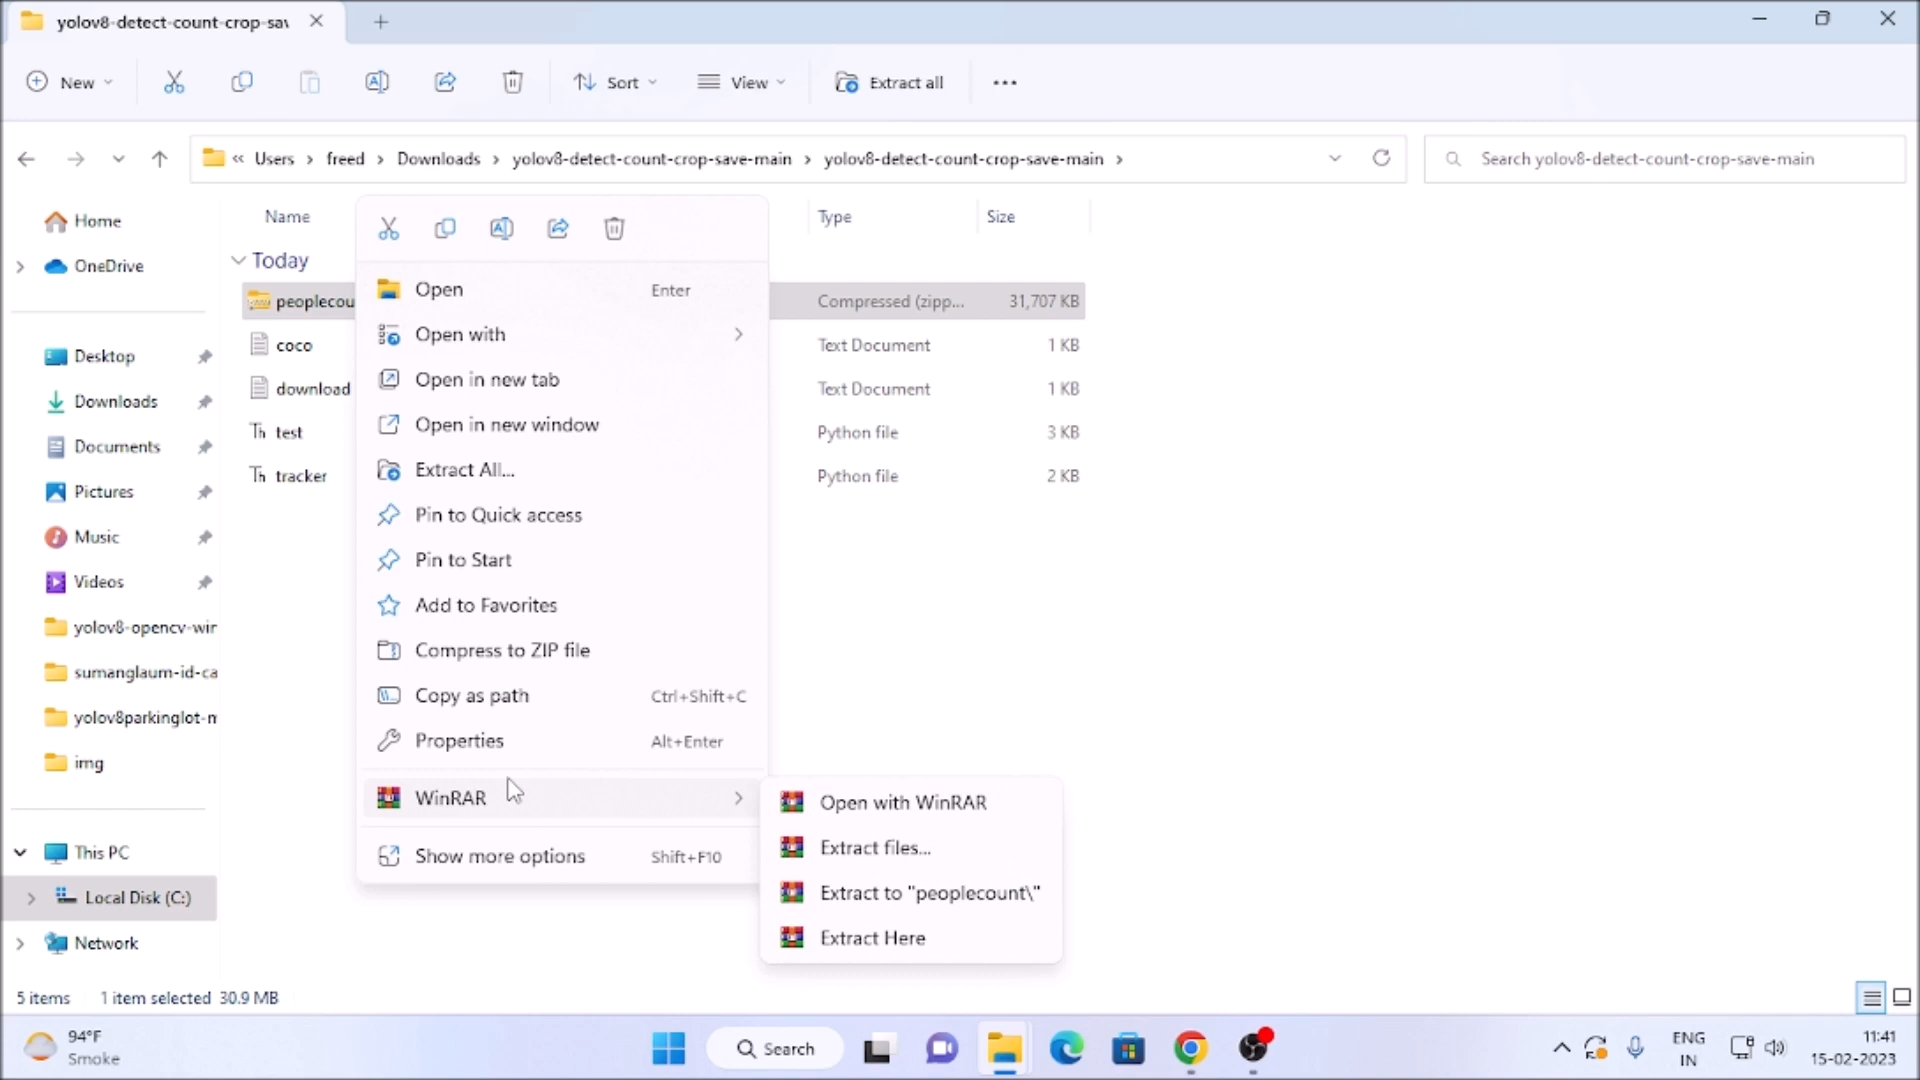 yolov8-detect-count-crop-sav
New
Sort
View
Extract all
« Users > freed > Downloads > yolov8-detect-count-crop-save-main > yolov8-detect-count-crop-save-main >
Search yolov8-detect-count-crop-save-main
Name
Type
Size
Home
OneDrive
Desktop
Downloads
Documents
Pictures
Music
Videos
yolov8-opencv-wir
sumanglaum-id-ca
yolov8parkinglot-m
img
This PC
Local Disk (C:)
Network
Today
peoplecou
Compressed (zipp...
31,707 KB
coco
Text Document
1 KB
download
Text Document
1 KB
test
Python file
3 KB
tracker
Python file
2 KB
Open Enter
Open with
Open in new tab
Open in new window
Extract All...
Pin to Quick access
Pin to Start
Add to Favorites
Compress to ZIP file
Copy as path Ctrl+Shift+C
Properties Alt+Enter
WinRAR
Show more options Shift+F10
Open with WinRAR
Extract files...
Extract to "peoplecount\"
Extract Here
5 items 1 item selected 30.9 MB
94°F
Smoke
Search
ENG
IN
11:41
15-02-2023